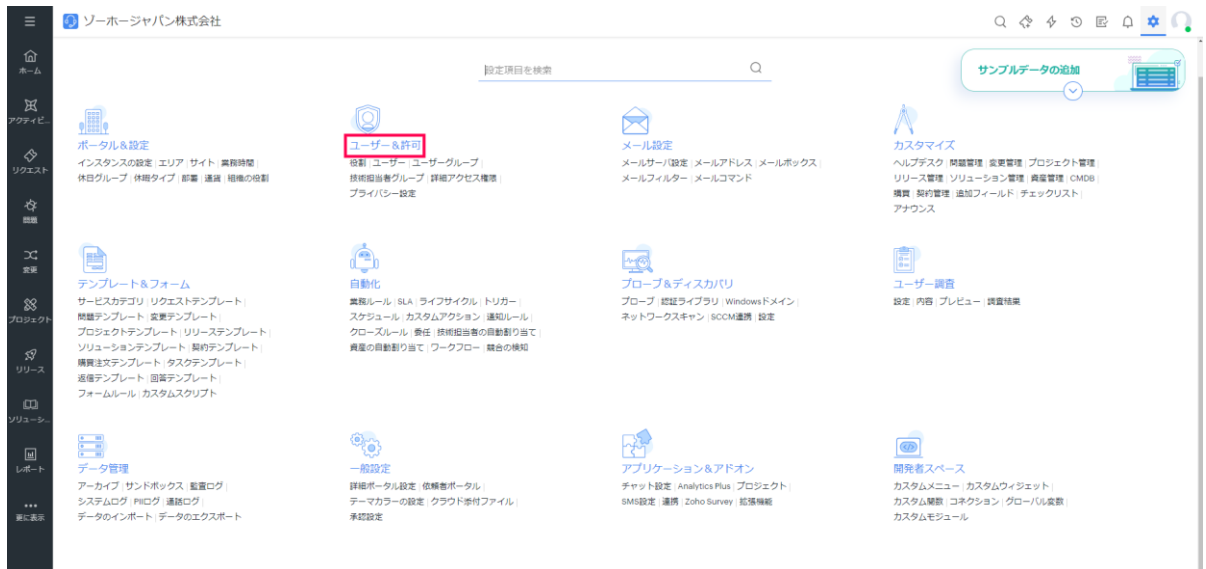 ゾーホージャパン株式会社
設定項目を検索
サンプルデータの追加
ホーム
アクティビ...
リクエスト
問題
変更
プロジェクト
リリース
ソリューシ...
レポート
更に表示
ポータル&設定
インスタンスの設定 | エリア | サイト | 業務時間 |
休日グループ | 休暇タイプ | 部署 | 通貨 | 組織の役割
ユーザー&許可
役割 | ユーザー | ユーザーグループ |
技術担当者グループ | 詳細アクセス権限 |
プライバシー設定
メール設定
メールサーバ設定 | メールアドレス | メールボックス |
メールフィルター | メールコマンド
カスタマイズ
ヘルプデスク | 問題管理 | 変更管理 | プロジェクト管理 |
リリース管理 | ソリューション管理 | 資産管理 | CMDB |
購買 | 契約管理 | 追加フィールド | チェックリスト |
アナウンス
テンプレート&フォーム
サービスカテゴリ | リクエストテンプレート |
問題テンプレート | 変更テンプレート |
プロジェクトテンプレート | リリーステンプレート |
ソリューションテンプレート | 契約テンプレート |
購買注文テンプレート | タスクテンプレート |
返信テンプレート | 回答テンプレート |
フォームルール | カスタムスクリプト
自動化
業務ルール | SLA | ライフサイクル | トリガー |
スケジュール | カスタムアクション | 通知ルール |
クローズルール | 委任 | 技術担当者の自動割り当て |
資産の自動割り当て | ワークフロー | 競合の検知
プローブ&ディスカバリ
プローブ | 認証ライブラリ | Windowsドメイン |
ネットワークスキャン | SCCM連携 | 設定
ユーザー調査
設定 | 内容 | プレビュー | 調査結果
データ管理
アーカイブ | サンドボックス | 監査ログ |
システムログ | PIIログ | 通話ログ |
データのインポート | データのエクスポート
一般設定
詳細ポータル設定 | 依頼者ポータル |
テーマカラーの設定 | クラウド添付ファイル |
承認設定
アプリケーション&アドオン
チャット設定 | Analytics Plus | プロジェクト |
SMS設定 | 連携 | Zoho Survey | 拡張機能
開発者スペース
カスタムメニュー | カスタムウィジェット |
カスタム関数 | コネクション | グローバル変数 |
カスタムモジュール